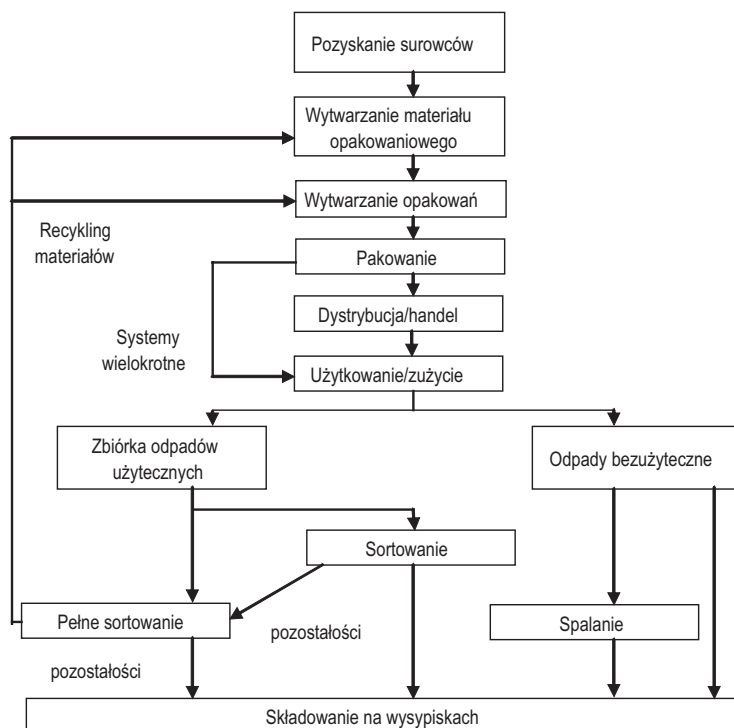 Pozyskanie surowców
Wytwarzanie materiału
opakowaniowego
Wytwarzanie opakowań
Recykling
materiałów
Pakowanie
Dystrybucja/handel
Systemy
wielokrotne
Użytkowanie/zużycie
Zbiórka odpadów
użytecznych
Odpady bezużyteczne
Sortowanie
Pełne sortowanie
pozostałości
Spalanie
pozostałości
Składowanie na wysypiskach